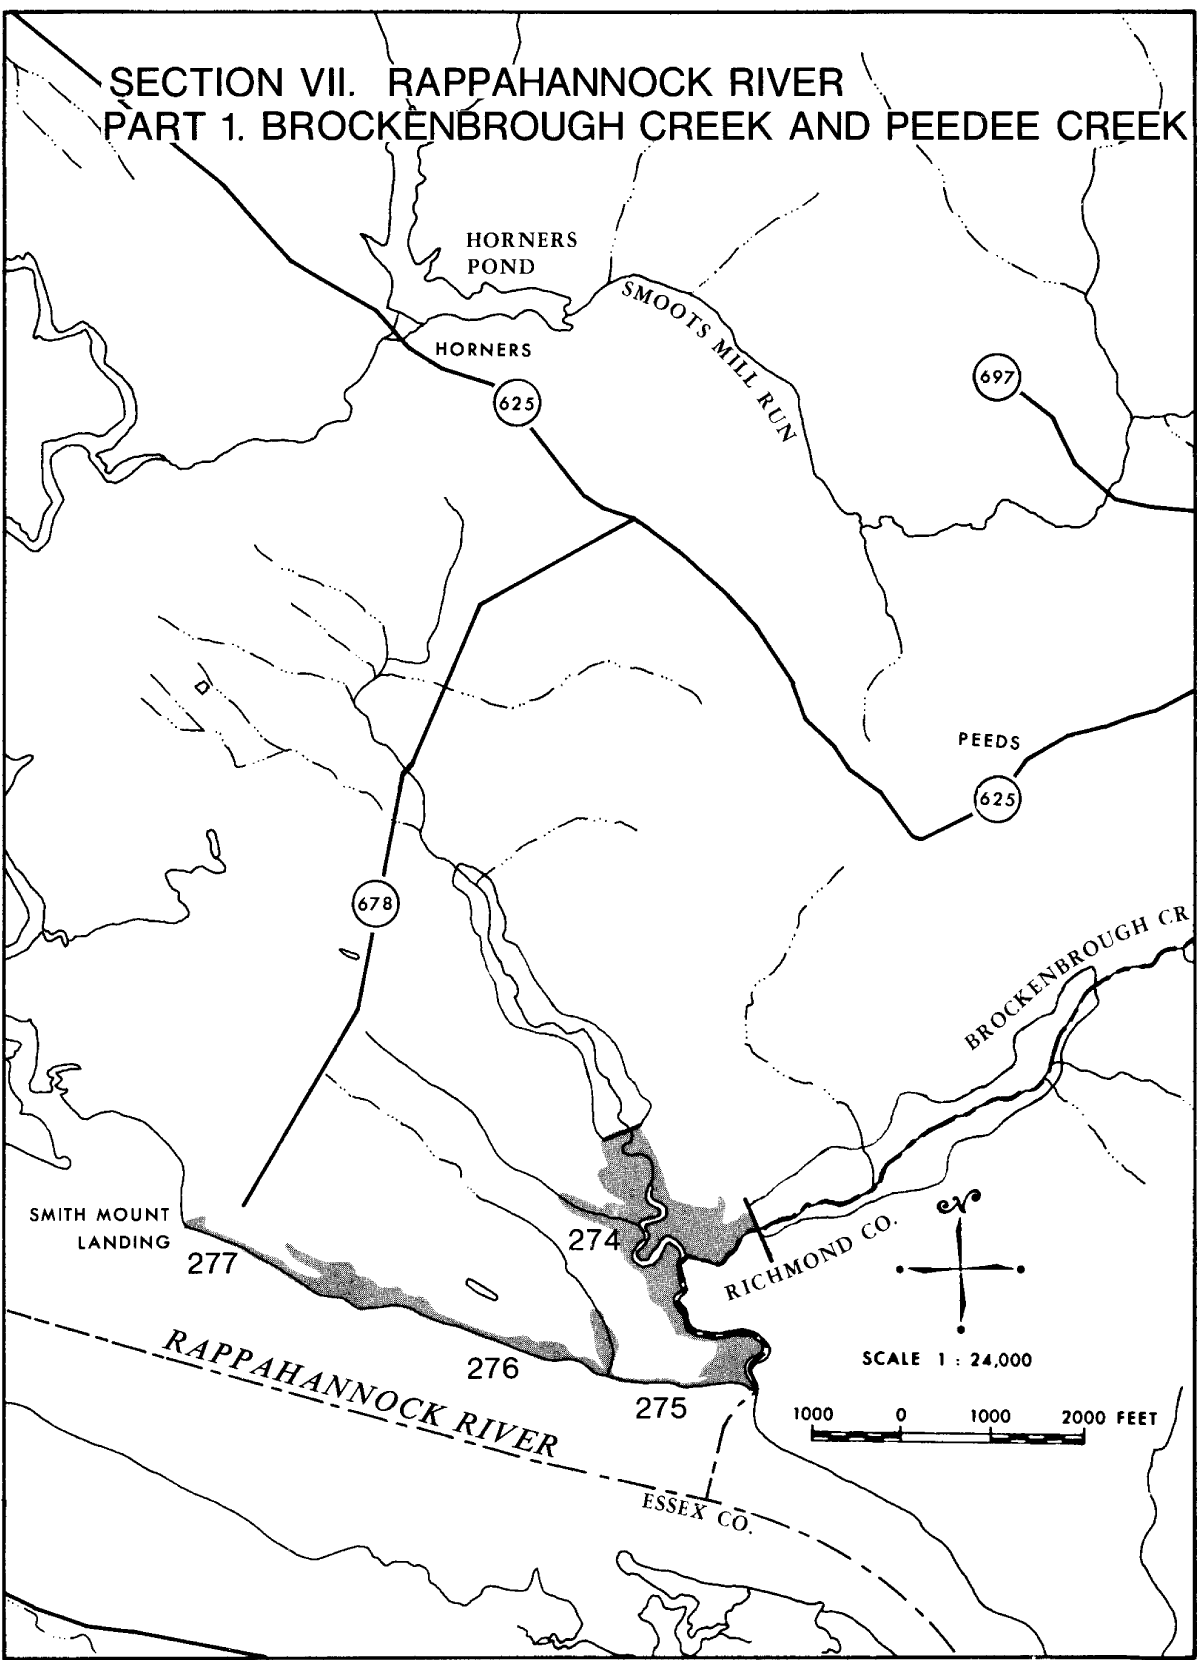 SECTION VII. RAPPAHANNOCK RIVER
PART 1. BROCKENBROUGH CREEK AND PEEDEE CREEK
HORNERS
POND
SMOOTS MILL RUN
HORNERS
625
697
PEEDS
625
678
BROCKENBROUGH CR
SMITH MOUNT
LANDING
277
274
RICHMOND CO.
N
276
275
RAPPAHANNOCK RIVER
ESSEX CO.
SCALE 1 : 24,000
1000 0 1000 2000 FEET